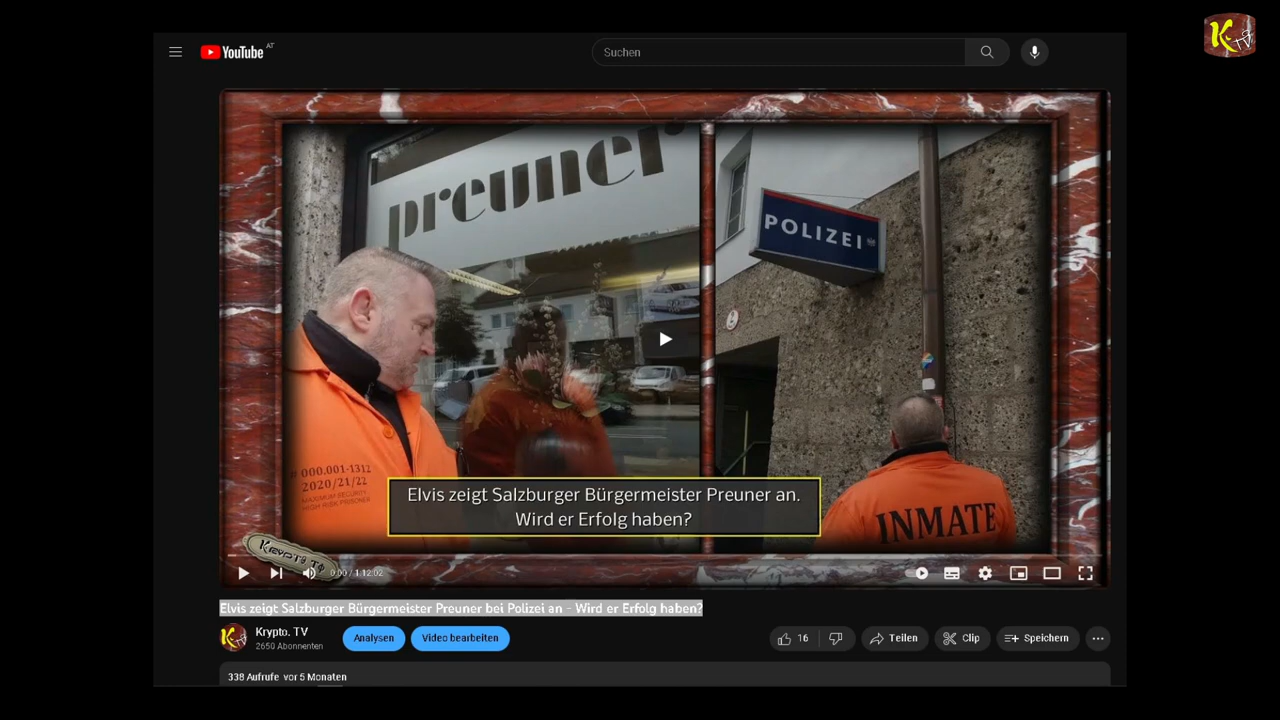 K TV
YouTube AT
Suchen
preuner
POLIZEI
# 000.001-1312
2020/21/22
MAXIMUM SECURITY
HIGH RISK PRISONER
INMATE
Elvis zeigt Salzburger Bürgermeister Preuner an.
Wird er Erfolg haben?
Krypto TV
0:00 / 1:12:02
Elvis zeigt Salzburger Bürgermeister Preuner bei Polizei an - Wird er Erfolg haben?
Krypto. TV
2650 Abonnenten
Analysen
Video bearbeiten
16
Teilen
Clip
Speichern
338 Aufrufe vor 5 Monaten